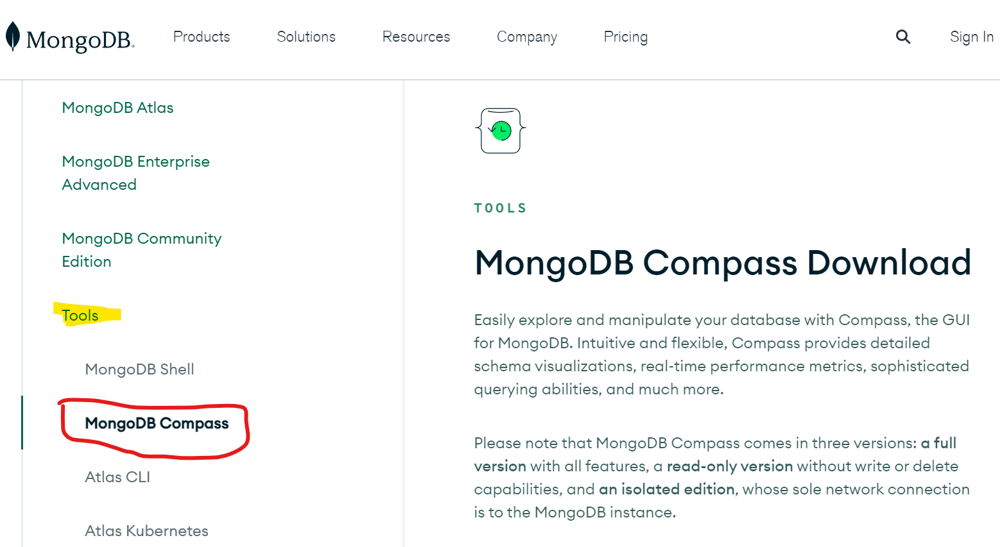 MongoDB®
Products
Solutions
Resources
Company
Pricing
Sign In
MongoDB Atlas
MongoDB Enterprise
Advanced
MongoDB Community
Edition
Tools
MongoDB Shell
MongoDB Compass
Atlas CLI
Atlas Kubernetes
TOOLS
MongoDB Compass Download
Easily explore and manipulate your database with Compass, the GUI
for MongoDB. Intuitive and flexible, Compass provides detailed
schema visualizations, real-time performance metrics, sophisticated
querying abilities, and much more.
Please note that MongoDB Compass comes in three versions: a full
version with all features, a read-only version without write or delete
capabilities, and an isolated edition, whose sole network connection
is to the MongoDB instance.